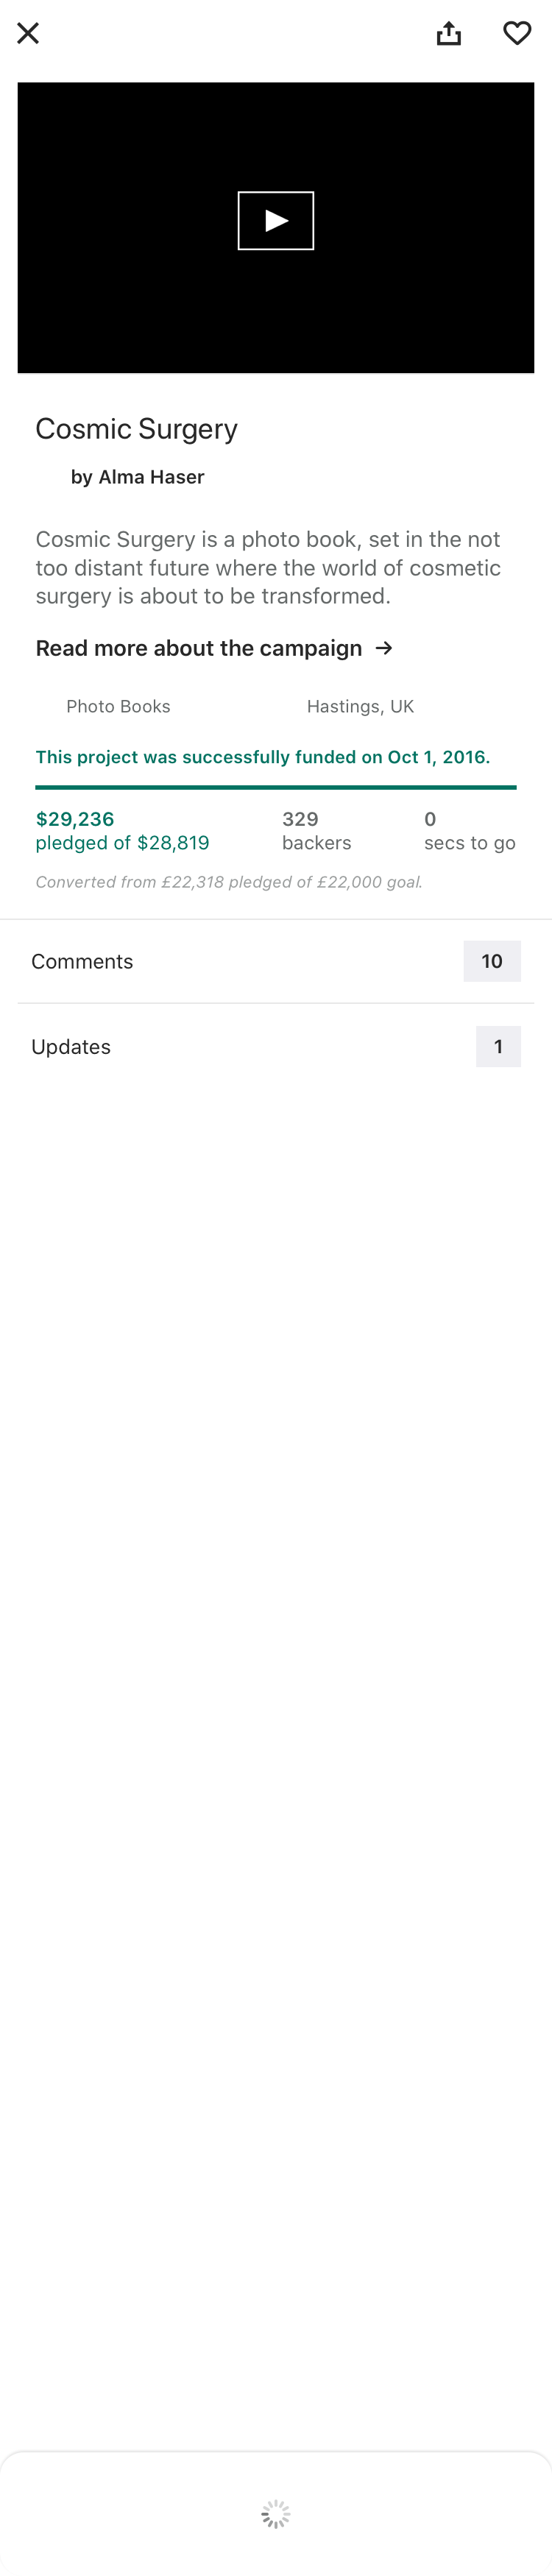 Cosmic Surgery
by Alma Haser
Cosmic Surgery is a photo book, set in the not
too distant future where the world of cosmetic
surgery is about to be transformed.
Read more about the campaign →
Photo Books
Hastings, UK
This project was successfully funded on Oct 1, 2016.
$29,236
pledged of $28,819
329
backers
0
secs to go
Converted from £22,318 pledged of £22,000 goal.
Comments
10
Updates
1